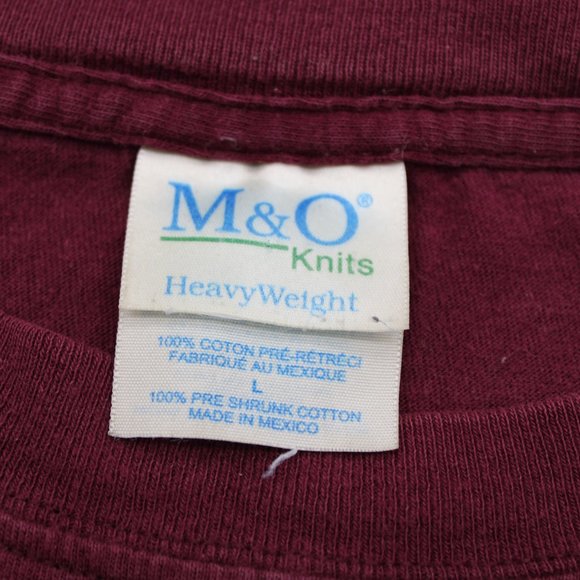 M&O®
Knits
HeavyWeight
100% COTON PRÉ-RÉTRÉCI
FABRIQUÉ AU MEXIQUE
L
100% PRE SHRUNK COTTON
MADE IN MEXICO